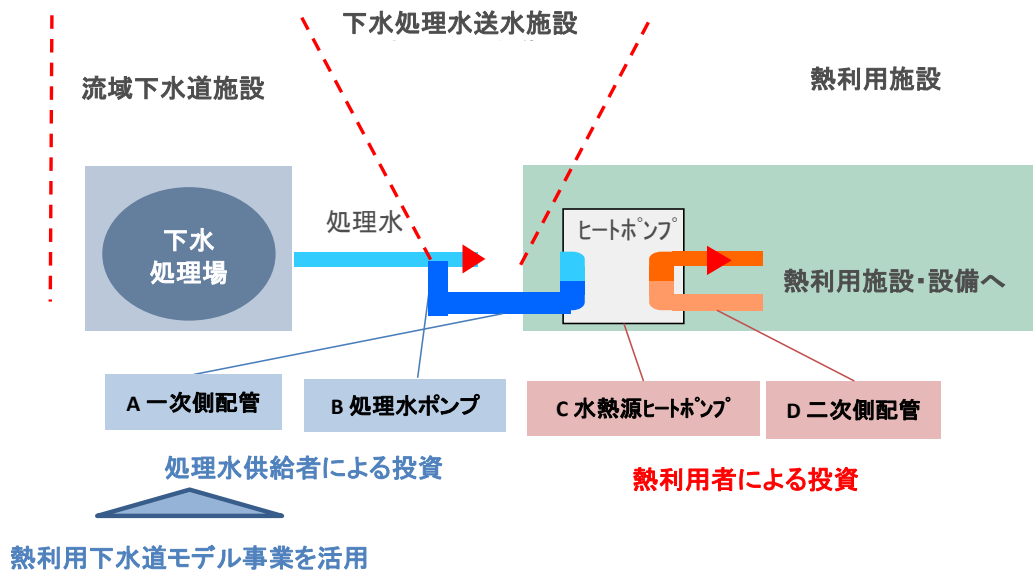 下水処理水送水施設
流域下水道施設
熱利用施設
処理水
ﾋｰﾄﾎﾟﾝﾌﾟ
下水
処理場
熱利用施設・設備へ
A 一次側配管
B 処理水ポンプ
C 水熱源ﾋｰﾄﾎﾟﾝﾌﾟ
D 二次側配管
処理水供給者による投資
熱利用者による投資
熱利用下水道モデル事業を活用